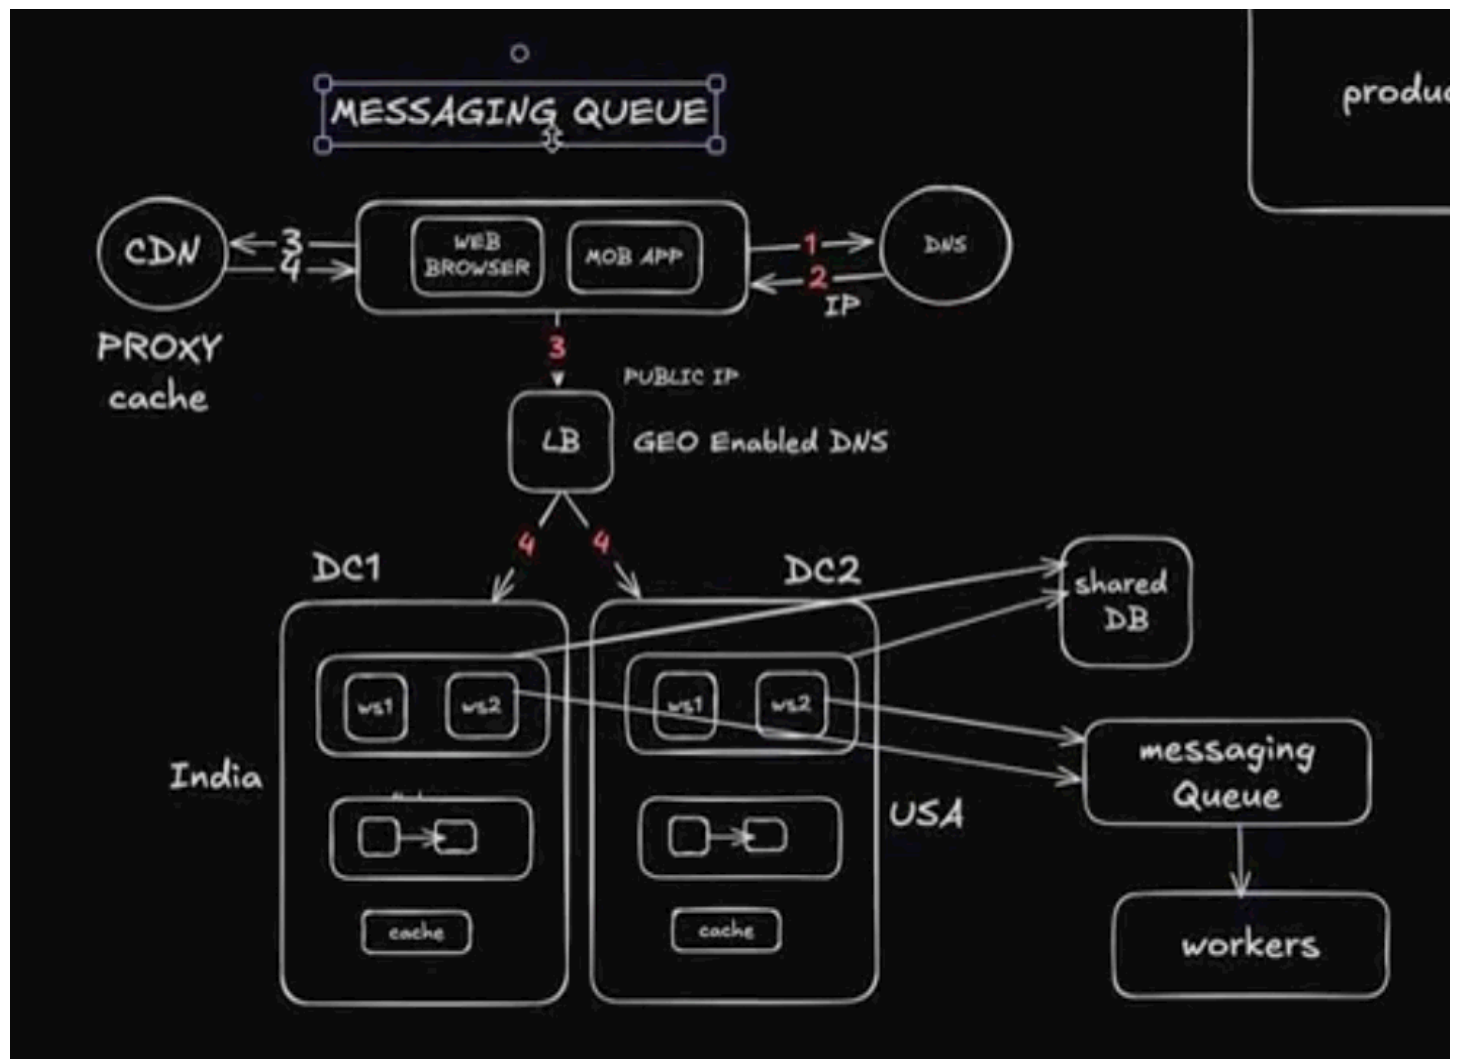 MESSAGING QUEUE
produc
CDN
3
4
WEB
BROWSER
MOB APP
1
2
IP
DNS
PROXY
cache
3
PUBLIC IP
LB
GEO Enabled DNS
4
4
DC1
DC2
shared
DB
ws1
ws2
ws1
ws2
India
USA
messaging
Queue
cache
cache
workers